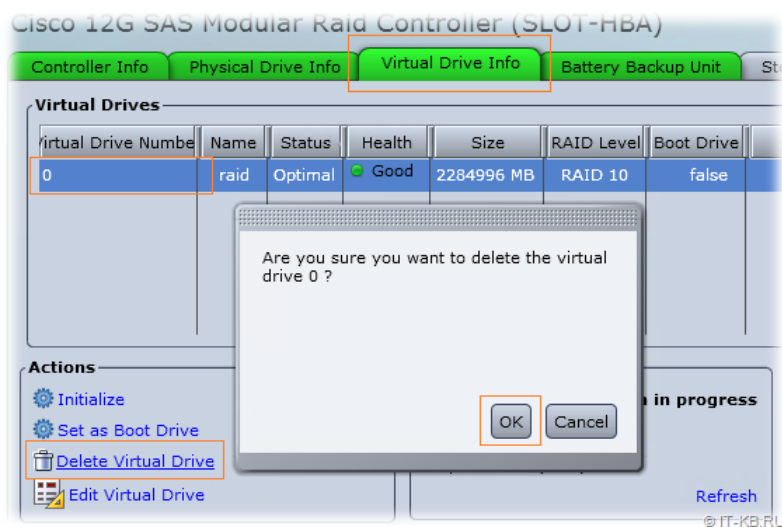 Cisco 12G SAS Modular Raid Controller (SLOT-HBA)
Controller Info Physical Drive Info Virtual Drive Info Battery Backup Unit
Virtual Drives
Virtual Drive Numbe Name Status Health Size RAID Level Boot Drive
0 raid Optimal Good 2284996 MB RAID 10 false
Are you sure you want to delete the virtual
drive 0 ?
OK Cancel
Actions
Initialize
in progress
Set as Boot Drive
Delete Virtual Drive
Edit Virtual Drive
Refresh
© IT-KB.RU